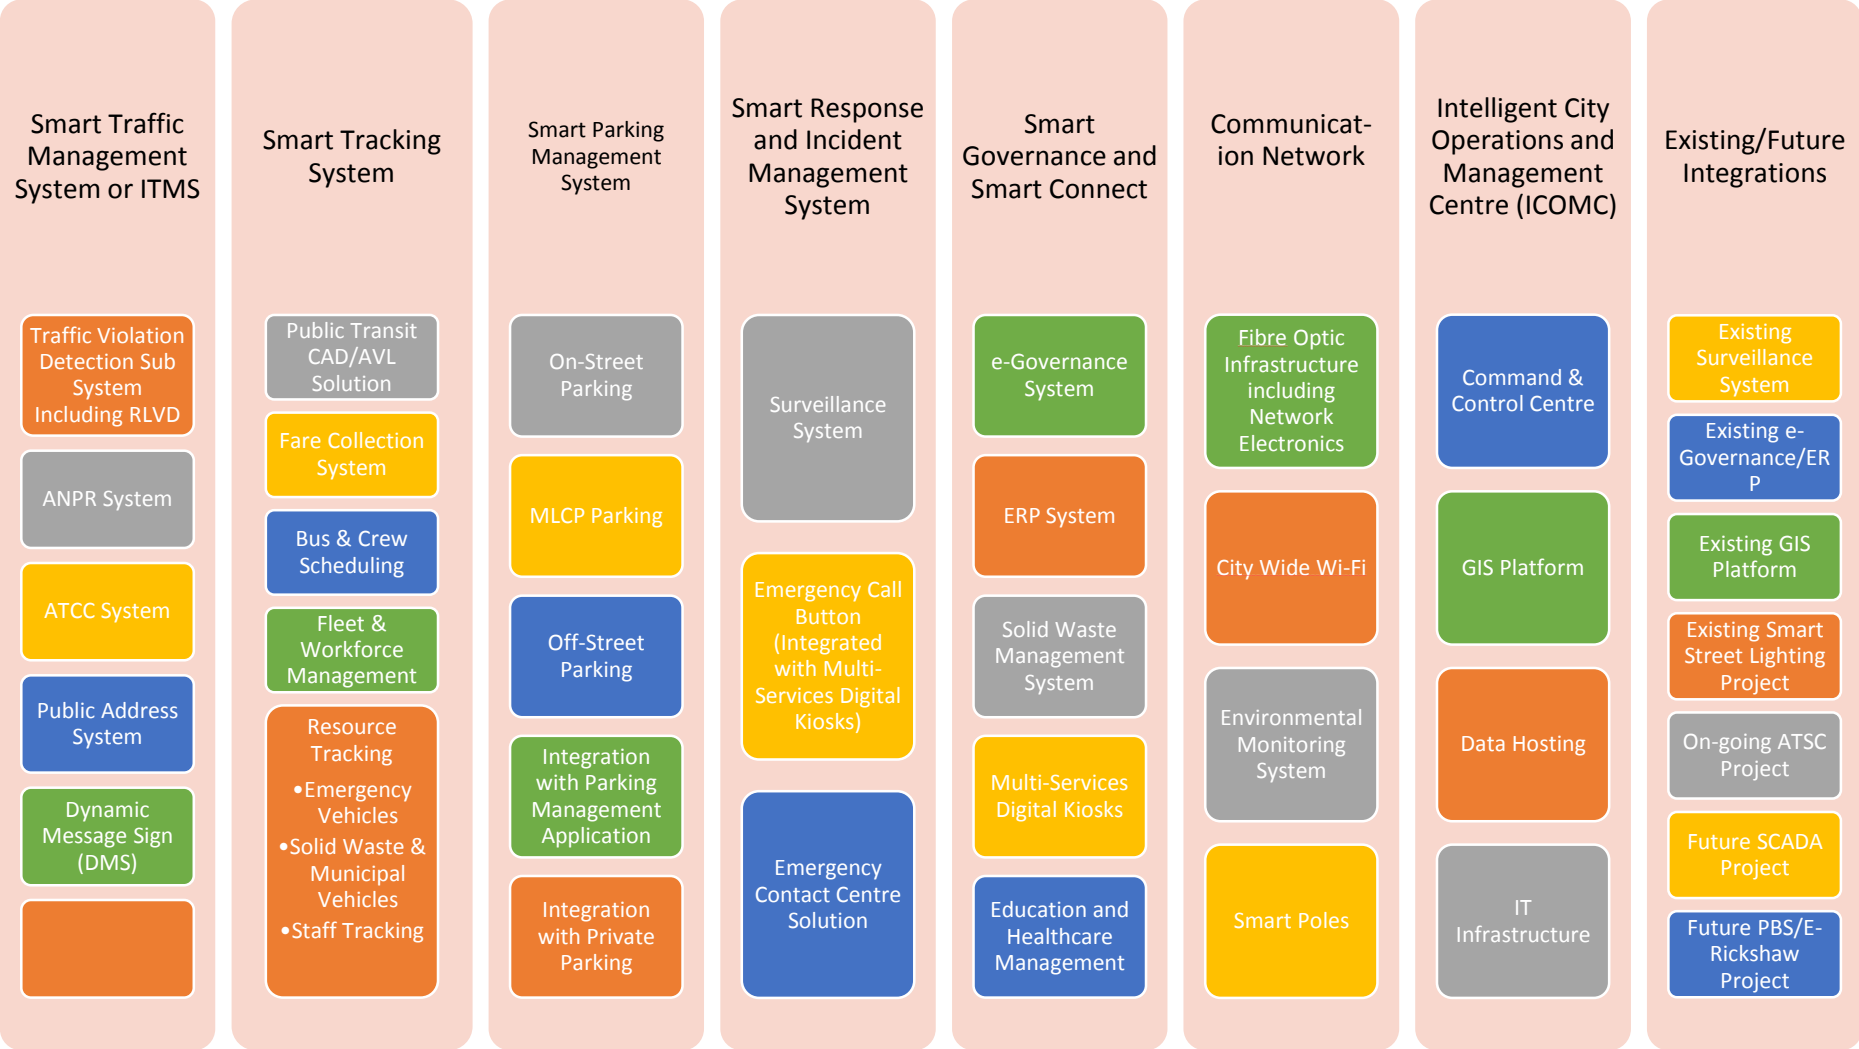 Smart Traffic
Management
System or ITMS
Traffic Violation
Detection Sub
System
Including RLVD
ANPR System
ATCC System
Public Address
System
Dynamic
Message Sign
(DMS)
Smart Tracking
System
Public Transit
CAD/AVL
Solution
Fare Collection
System
Bus & Crew
Scheduling
Fleet &
Workforce
Management
Resource
Tracking
•Emergency
Vehicles
•Solid Waste &
Municipal
Vehicles
•Staff Tracking
Smart Parking
Management
System
On-Street
Parking
MLCP Parking
Off-Street
Parking
Integration
with Parking
Management
Application
Integration
with Private
Parking
Smart Response
and Incident
Management
System
Surveillance
System
Emergency Call
Button
(Integrated
with Multi-
Services Digital
Kiosks)
Emergency
Contact Centre
Solution
Smart
Governance and
Smart Connect
e-Governance
System
ERP System
Solid Waste
Management
System
Multi-Services
Digital Kiosks
Education and
Healthcare
Management
Communicat-
ion Network
Fibre Optic
Infrastructure
including
Network
Electronics
City Wide Wi-Fi
Environmental
Monitoring
System
Smart Poles
Intelligent City
Operations and
Management
Centre (ICOMC)
Command &
Control Centre
GIS Platform
Data Hosting
IT
Infrastructure
Existing/Future
Integrations
Existing
Surveillance
System
Existing e-
Governance/ER
P
Existing GIS
Platform
Existing Smart
Street Lighting
Project
On-going ATSC
Project
Future SCADA
Project
Future PBS/E-
Rickshaw
Project